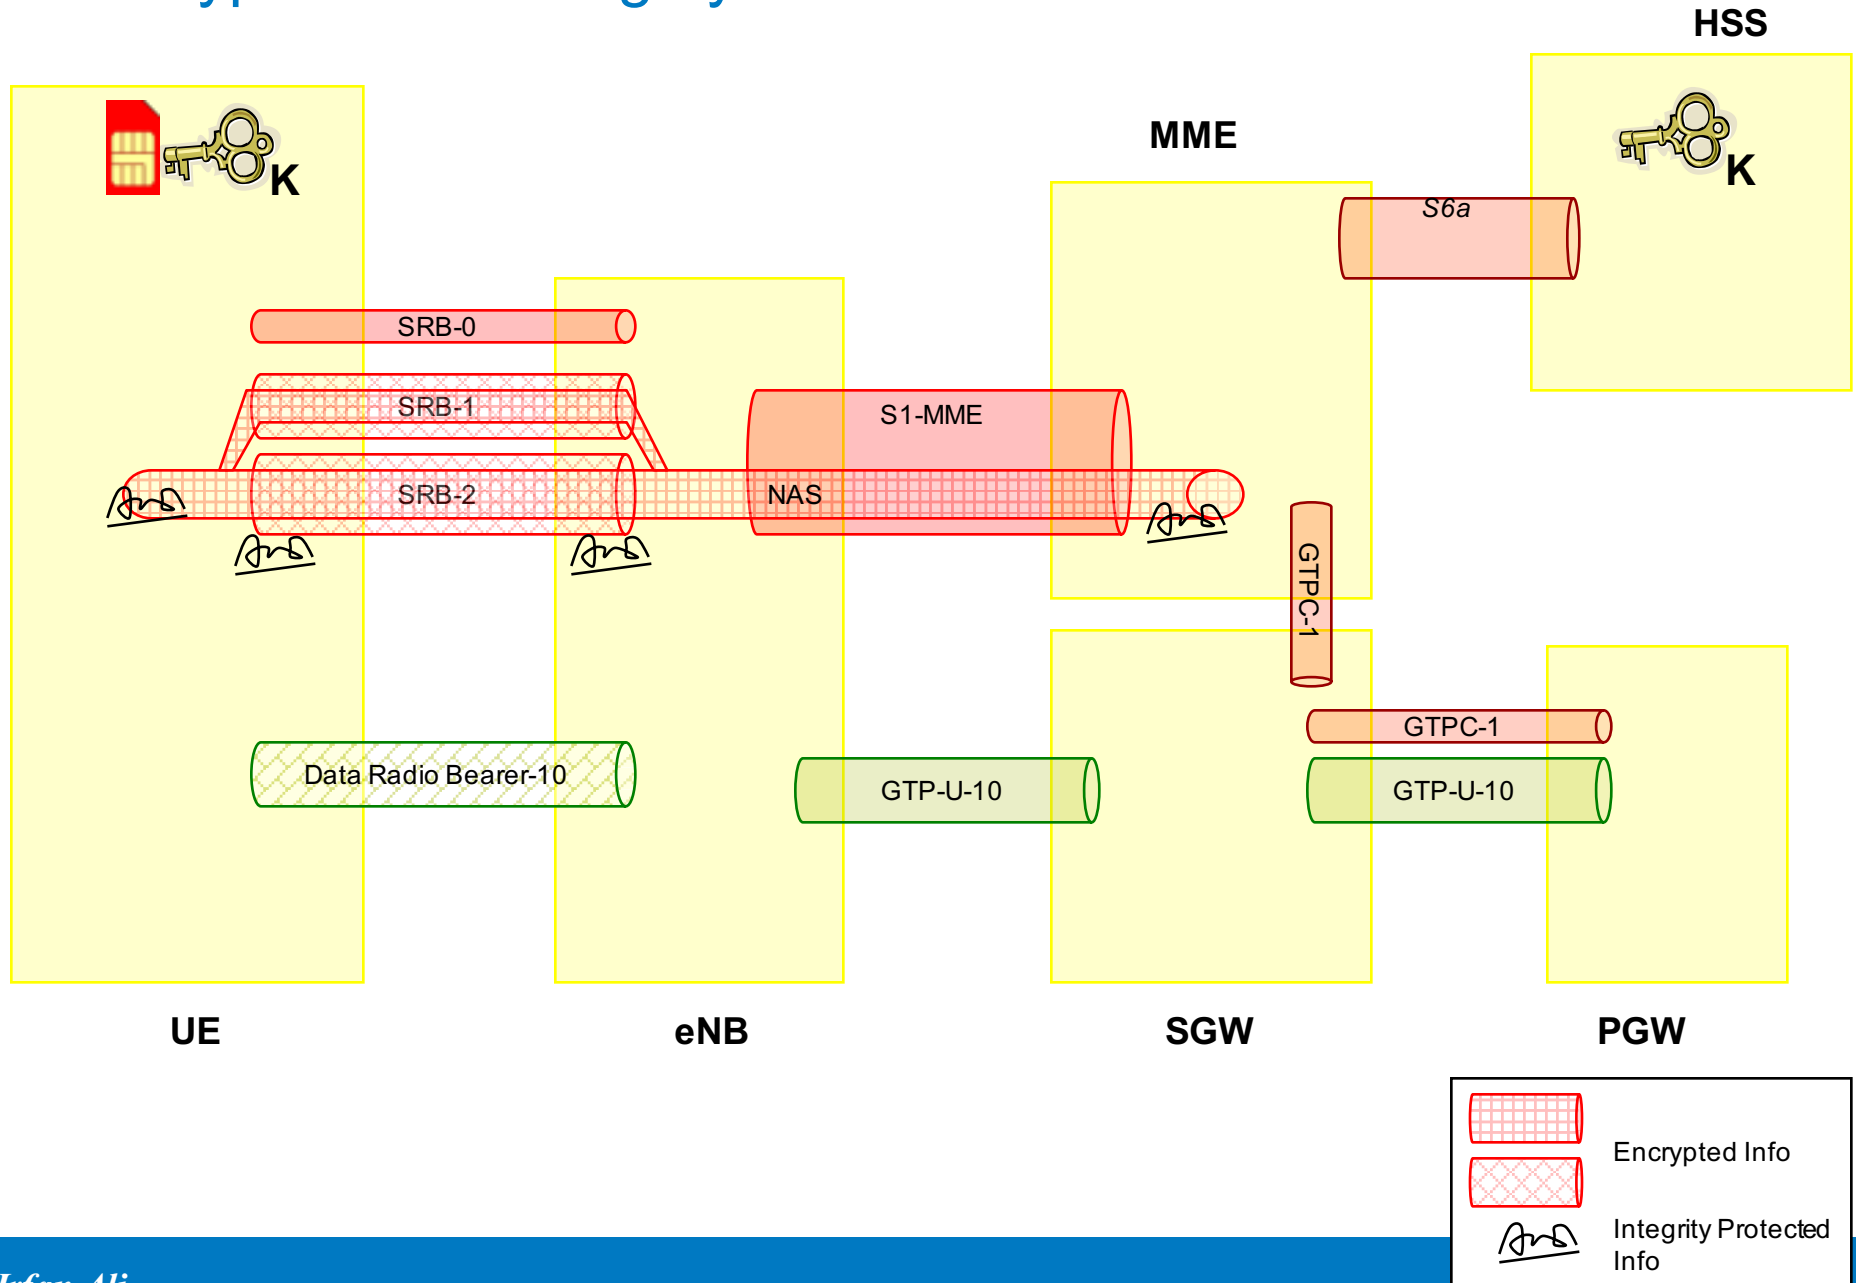 HSS
MME
K
K
S6a
SRB-0
SRB-1
S1-MME
SRB-2
NAS
GTPC-1
GTPC-1
Data Radio Bearer-10
GTP-U-10
GTP-U-10
UE
eNB
SGW
PGW
Encrypted Info
Integrity Protected
Info